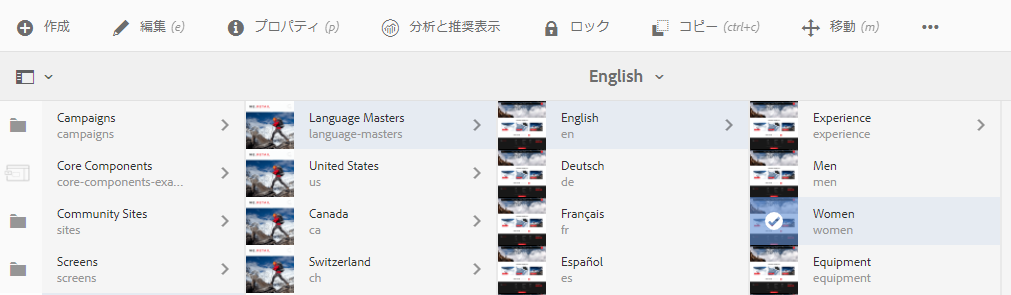 作成
編集 (e)
プロパティ (p)
分析と推奨表示
ロック
コピー (ctrl+c)
移動 (m)
English
Campaigns
campaigns
Core Components
core-components-exa...
Community Sites
sites
Screens
screens
Language Masters
language-masters
United States
us
Canada
ca
Switzerland
ch
English
en
Deutsch
de
Français
fr
Español
es
Experience
experience
Men
men
Women
women
Equipment
equipment